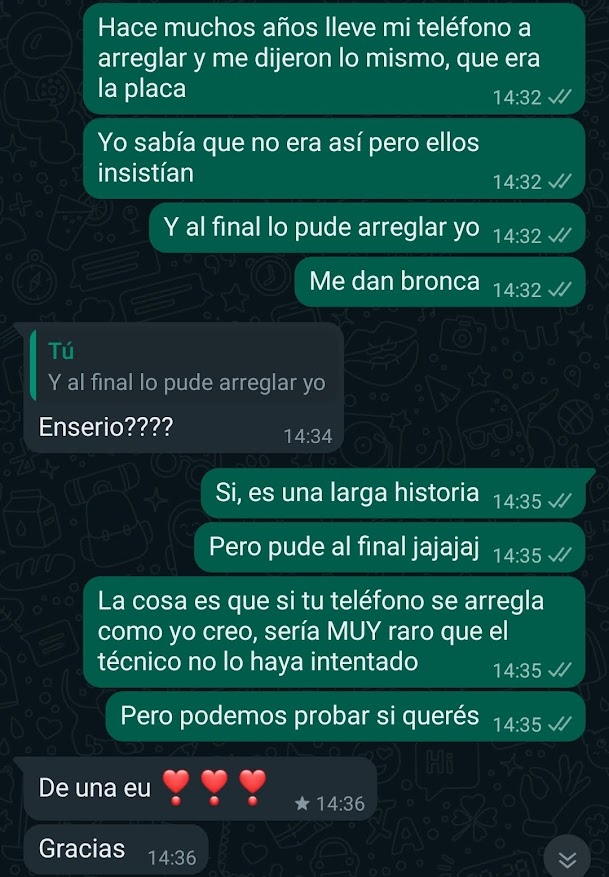 Hace muchos años lleve mi teléfono a
arreglar y me dijeron lo mismo, que era
la placa
14:32
Yo sabía que no era así pero ellos
insistían
14:32
Y al final lo pude arreglar yo 14:32
Me dan bronca 14:32
Tú
Y al final lo pude arreglar yo
Enserio???? 14:34
Si, es una larga historia 14:35
Pero pude al final jajajaj 14:35
La cosa es que si tu teléfono se arregla
como yo creo, sería MUY raro que el
técnico no lo haya intentado 14:35
Pero podemos probar si querés 14:35
De una eu ❣️❣️❣️ ★ 14:36
Gracias 14:36